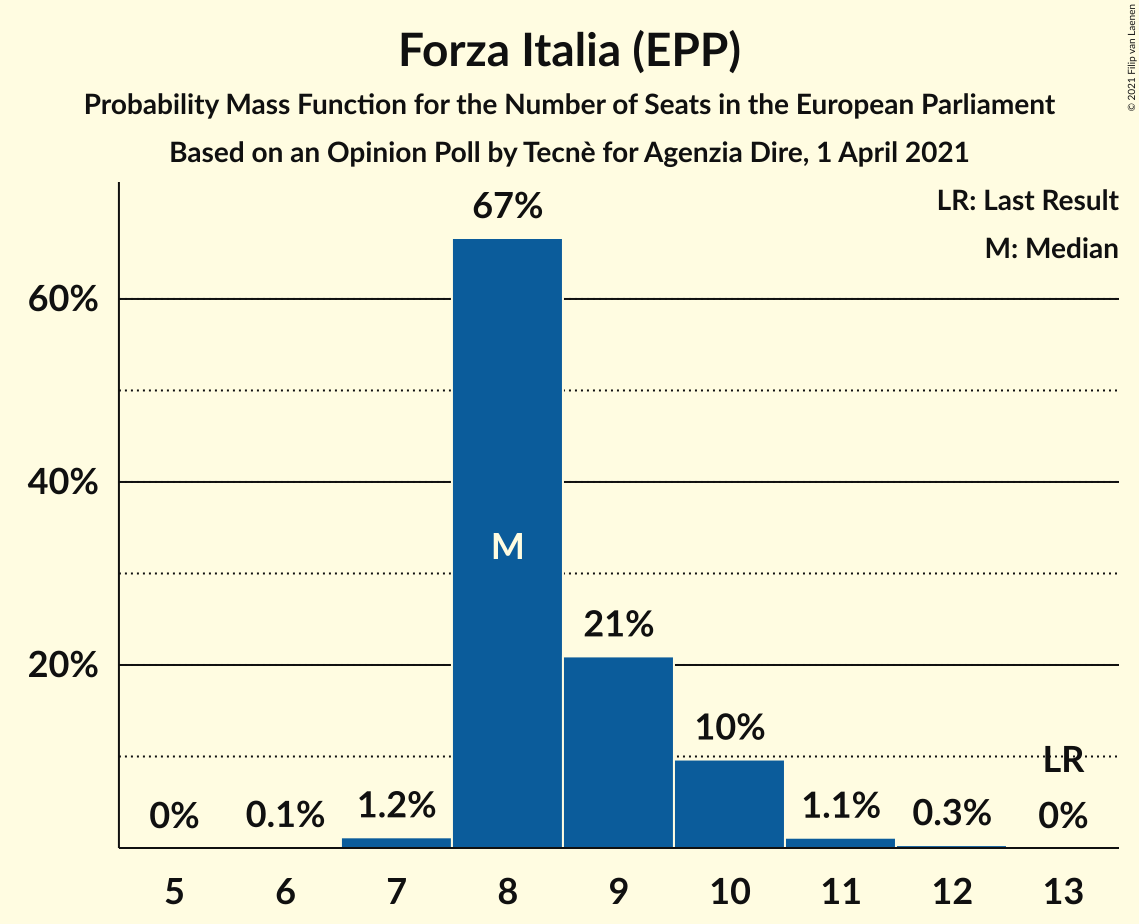 Forza Italia (EPP)
Probability Mass Function for the Number of Seats in the European Parliament
Based on an Opinion Poll by Tecnè for Agenzia Dire, 1 April 2021
© 2021 Filip van Laenen
LR: Last Result
M: Median
67%
60%
40%
M
21%
20%
10%
LR
0% 0.1% 1.2% 1.1% 0.3% 0%
5 6 7 8 9 10 11 12 13